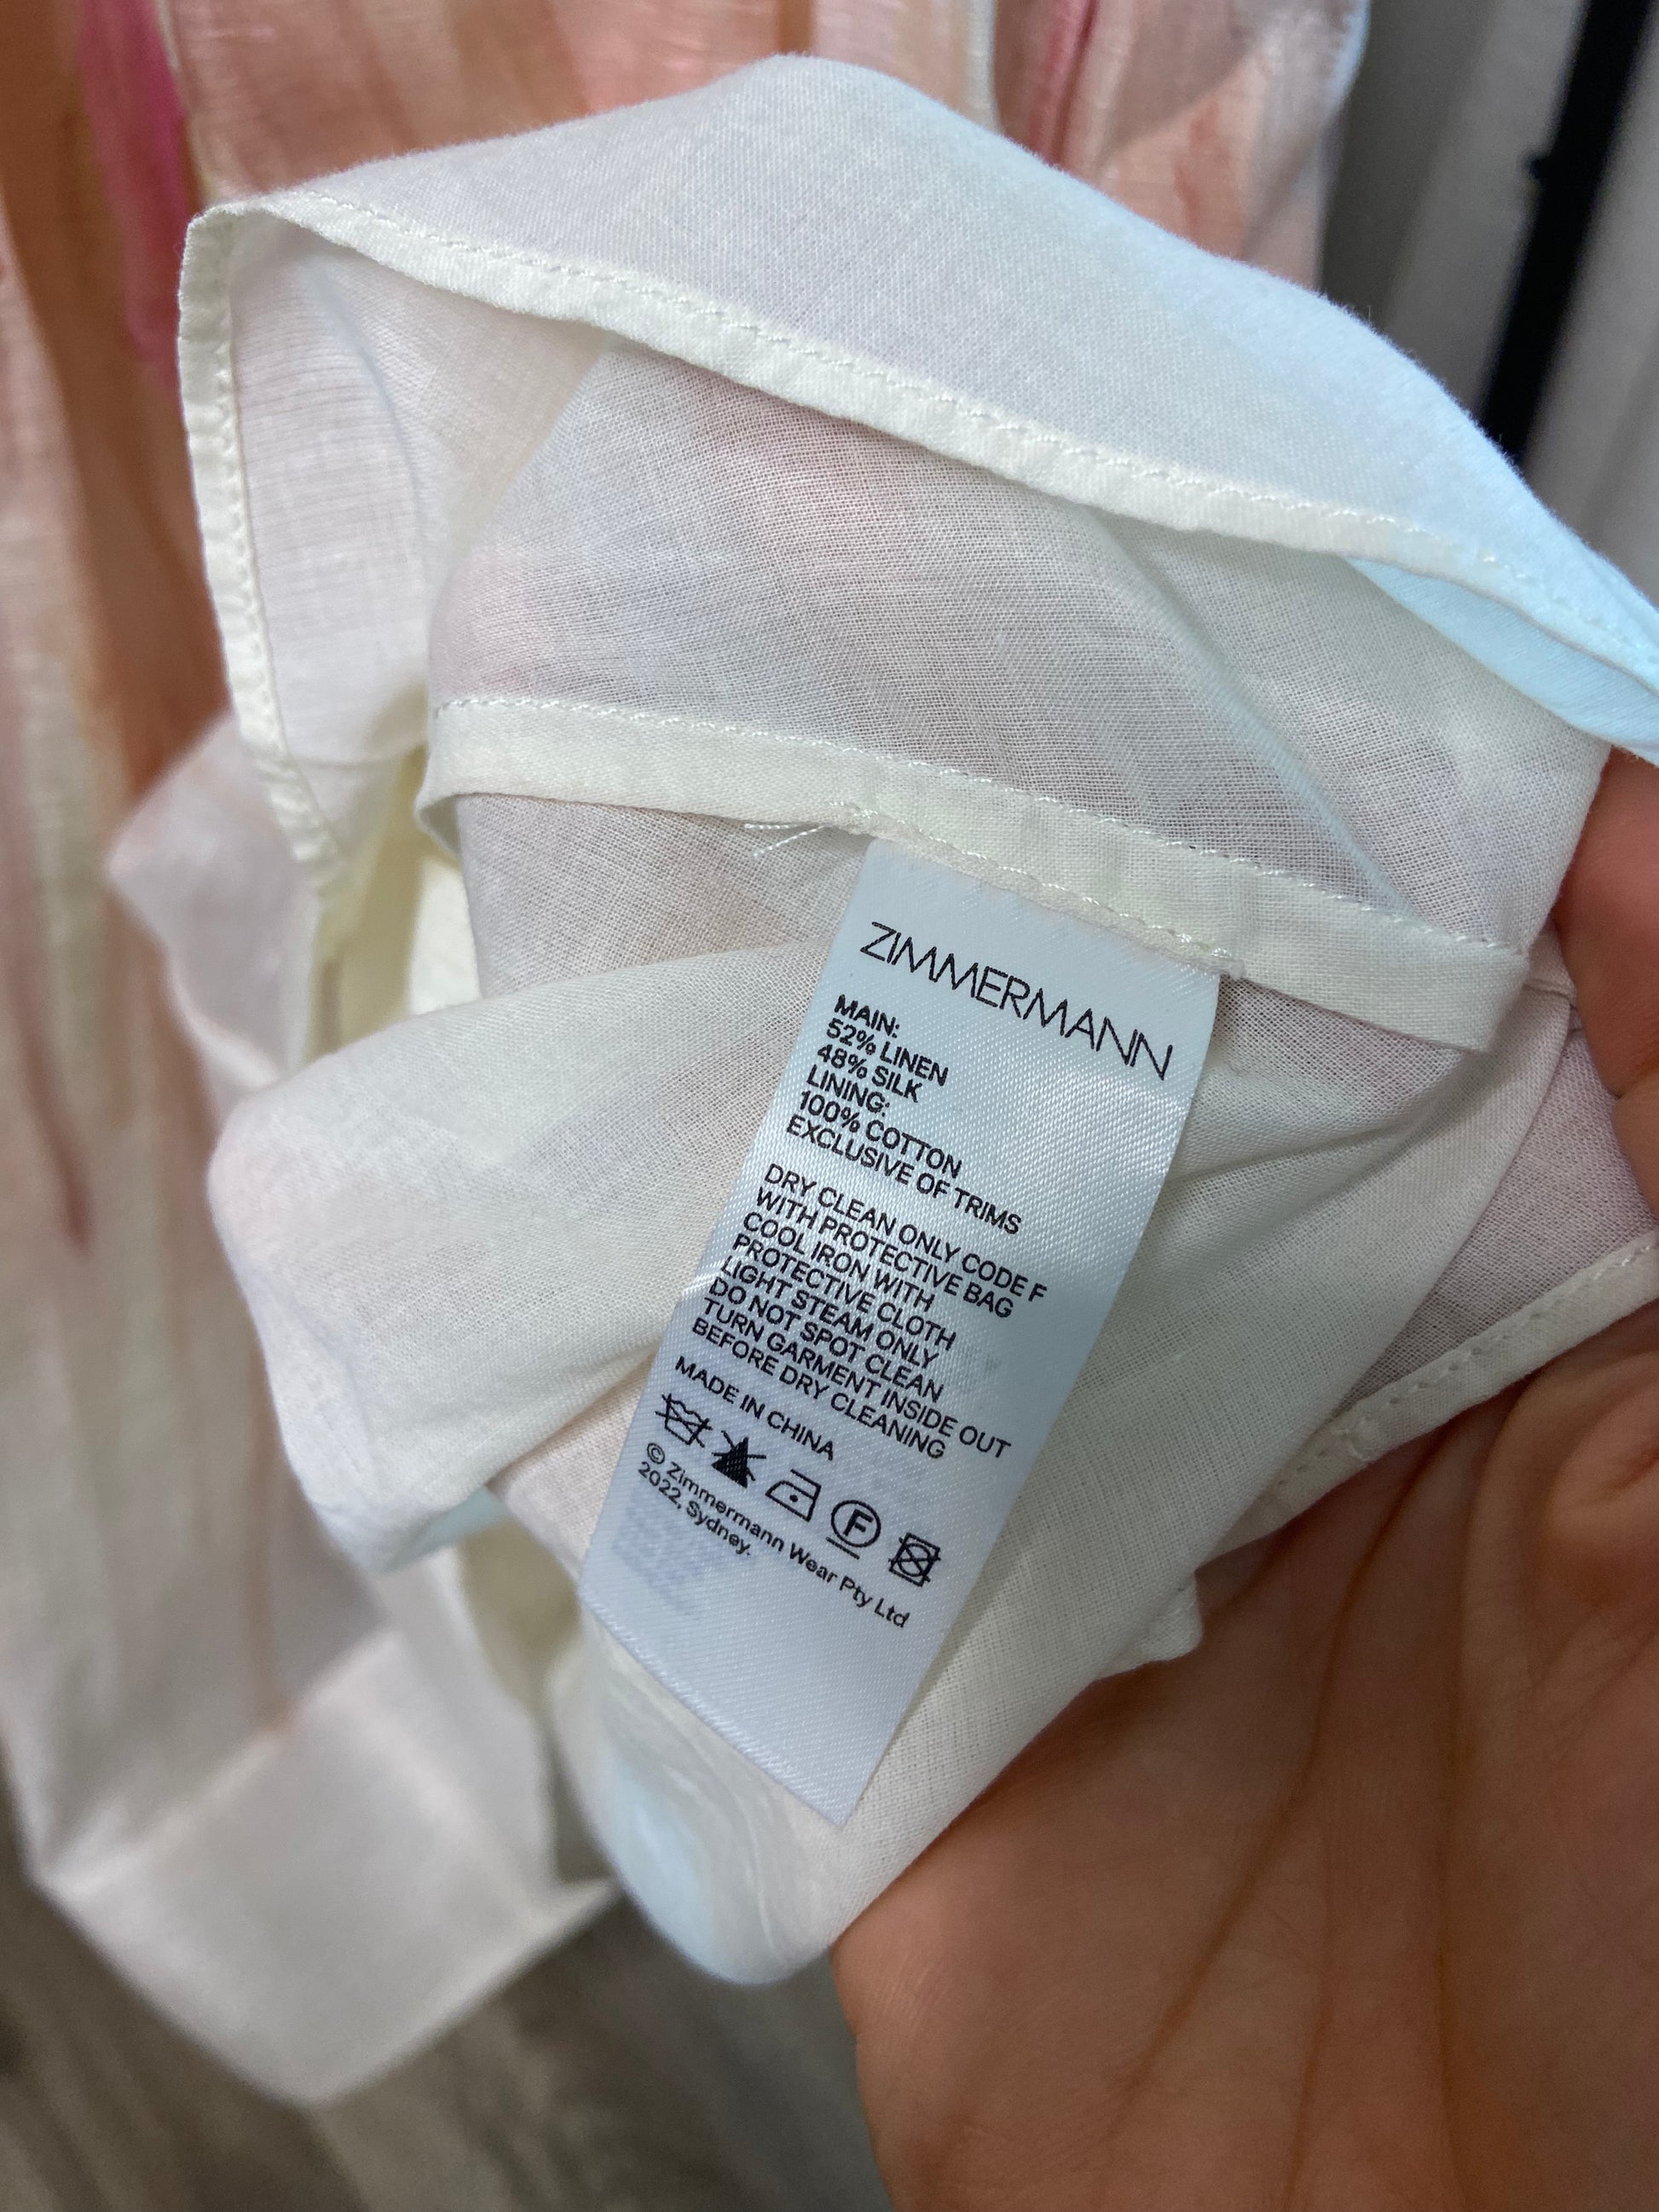 ZIMMERMANN
MAIN:
52% LINEN
48% SILK
LINING:
100% COTTON
EXCLUSIVE OF TRIMS
DRY CLEAN ONLY CODE F
WITH PROTECTIVE BAG
COOL IRON WITH
PROTECTIVE CLOTH
LIGHT STEAM ONLY
DO NOT SPOT CLEAN
TURN GARMENT INSIDE OUT
BEFORE DRY CLEANING
MADE IN CHINA
F
© Zimmermann Wear Pty Ltd
2022, Sydney.